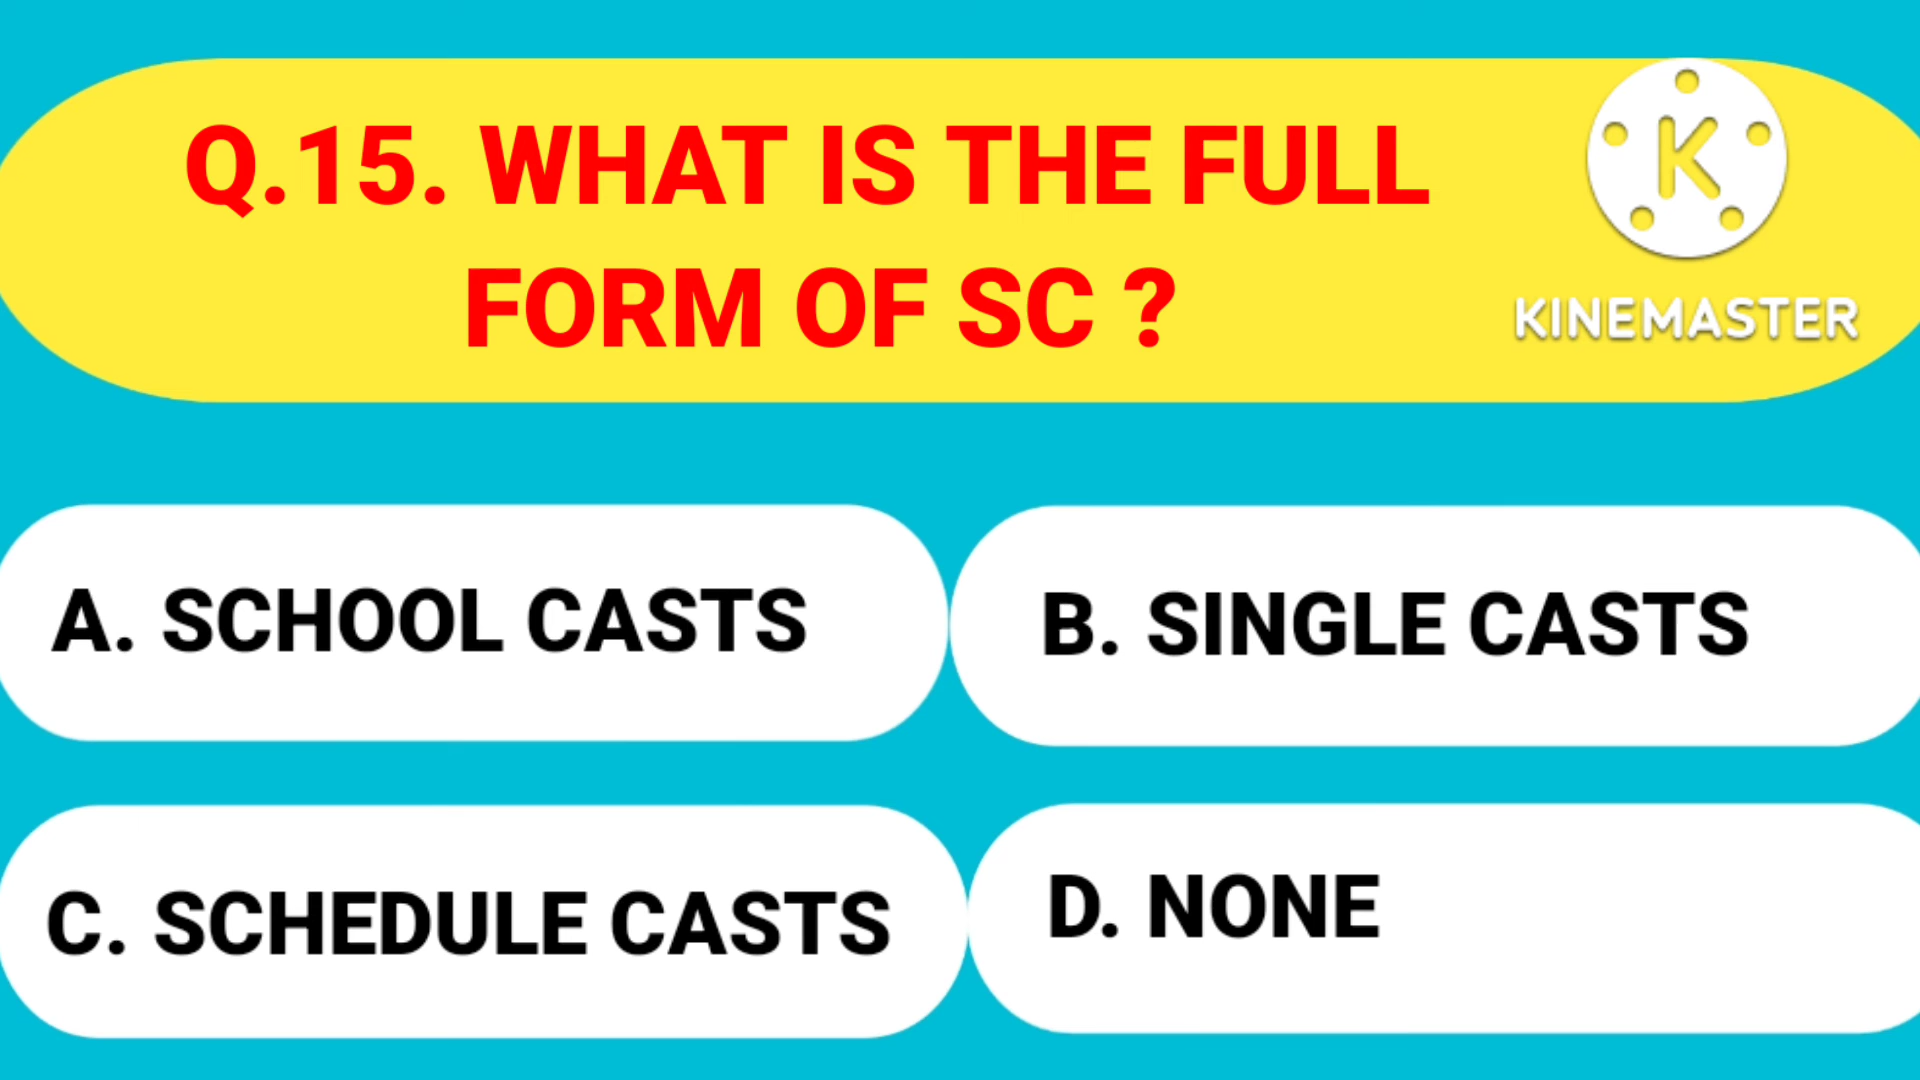 Q.15. WHAT IS THE FULL
FORM OF SC ?
K
KINEMASTER
A. SCHOOL CASTS
B. SINGLE CASTS
C. SCHEDULE CASTS
D. NONE